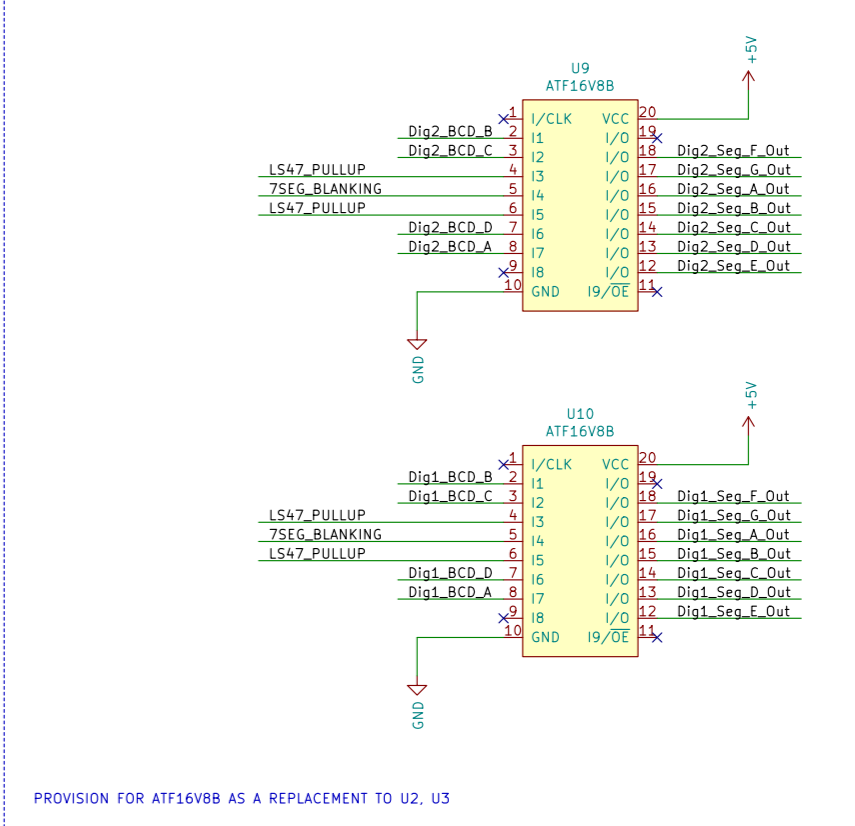 +5V
U9
ATF16V8B
1 I/CLK VCC 20
Dig2_BCD_B 2 I1 I/O 19
Dig2_BCD_C 3 I2 I/O 18 Dig2_Seg_F_Out
LS47_PULLUP 4 I3 I/O 17 Dig2_Seg_G_Out
7SEG_BLANKING 5 I4 I/O 16 Dig2_Seg_A_Out
LS47_PULLUP 6 I5 I/O 15 Dig2_Seg_B_Out
Dig2_BCD_D 7 I6 I/O 14 Dig2_Seg_C_Out
Dig2_BCD_A 8 I7 I/O 13 Dig2_Seg_D_Out
9 I8 I/O 12 Dig2_Seg_E_Out
10 GND I9/OE 11
GND
+5V
U10
ATF16V8B
1 I/CLK VCC 20
Dig1_BCD_B 2 I1 I/O 19
Dig1_BCD_C 3 I2 I/O 18 Dig1_Seg_F_Out
LS47_PULLUP 4 I3 I/O 17 Dig1_Seg_G_Out
7SEG_BLANKING 5 I4 I/O 16 Dig1_Seg_A_Out
LS47_PULLUP 6 I5 I/O 15 Dig1_Seg_B_Out
Dig1_BCD_D 7 I6 I/O 14 Dig1_Seg_C_Out
Dig1_BCD_A 8 I7 I/O 13 Dig1_Seg_D_Out
9 I8 I/O 12 Dig1_Seg_E_Out
10 GND I9/OE 11
GND
PROVISION FOR ATF16V8B AS A REPLACEMENT TO U2, U3